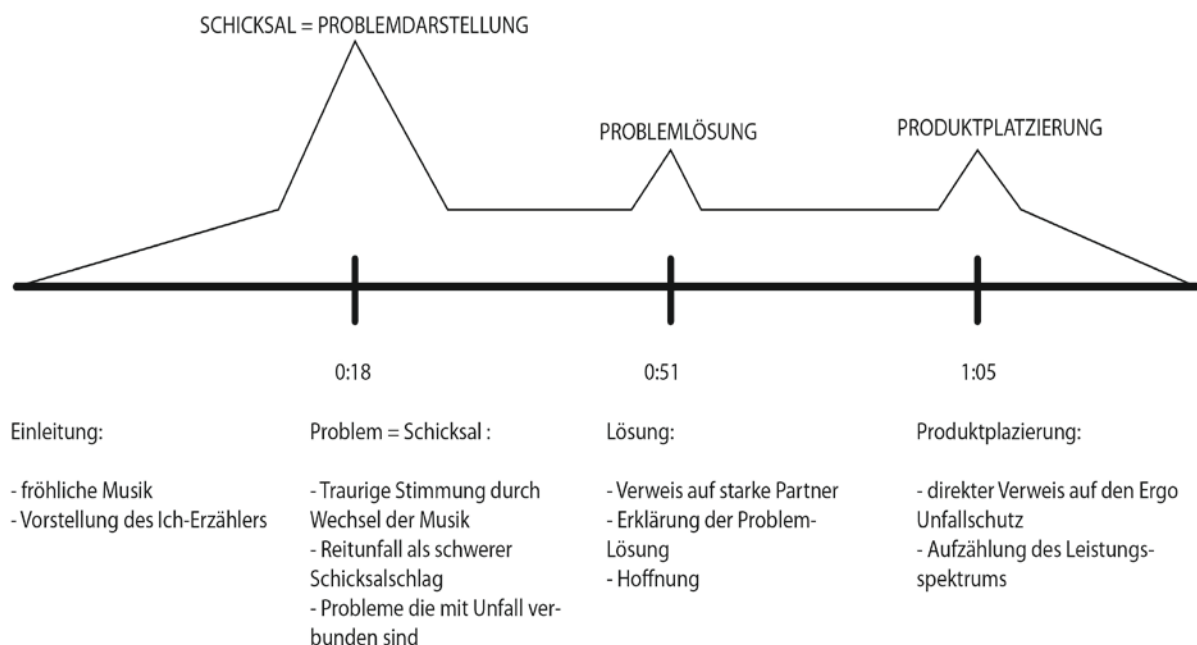 SCHICKSAL = PROBLEMDARSTELLUNG
PROBLEMLÖSUNG
PRODUKTPLATZIERUNG
0:18
0:51
1:05
Einleitung:
- fröhliche Musik
- Vorstellung des Ich-Erzählers
Problem = Schicksal :
- Traurige Stimmung durch
Wechsel der Musik
- Reitunfall als schwerer
Schicksalschlag
- Probleme die mit Unfall ver-
bunden sind
Lösung:
- Verweis auf starke Partner
- Erklärung der Problem-
Lösung
- Hoffnung
Produktplazierung:
- direkter Verweis auf den Ergo
Unfallschutz
- Aufzählung des Leistungs-
spektrums